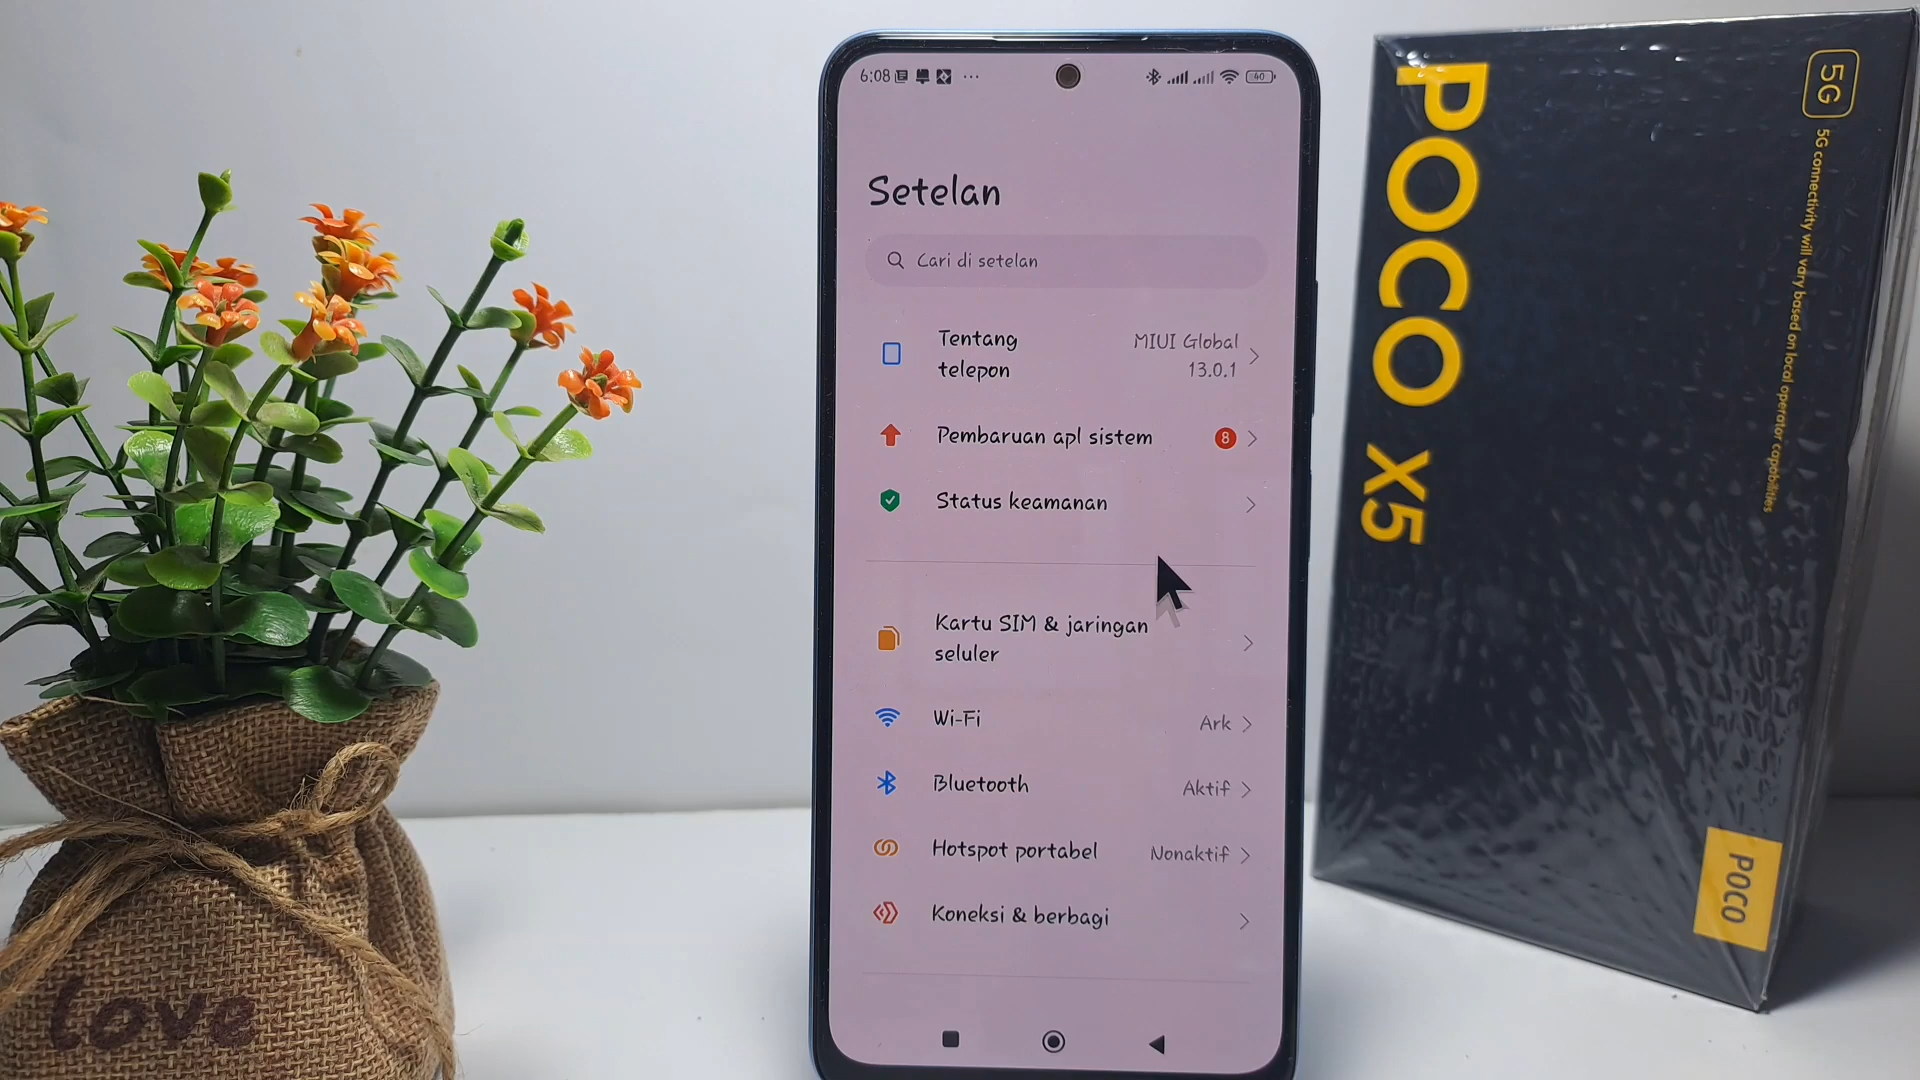 6:08
40
Setelan
Cari di setelan
Tentang telepon
MIUI Global 13.0.1
Pembaruan apl sistem
8
Status keamanan
Kartu SIM & jaringan seluler
Wi-Fi
Ark
Bluetooth
Aktif
Hotspot portabel
Nonaktif
Koneksi & berbagi
POCO X5
5G
5G connectivity will vary based on local operator capabilities
POCO
love